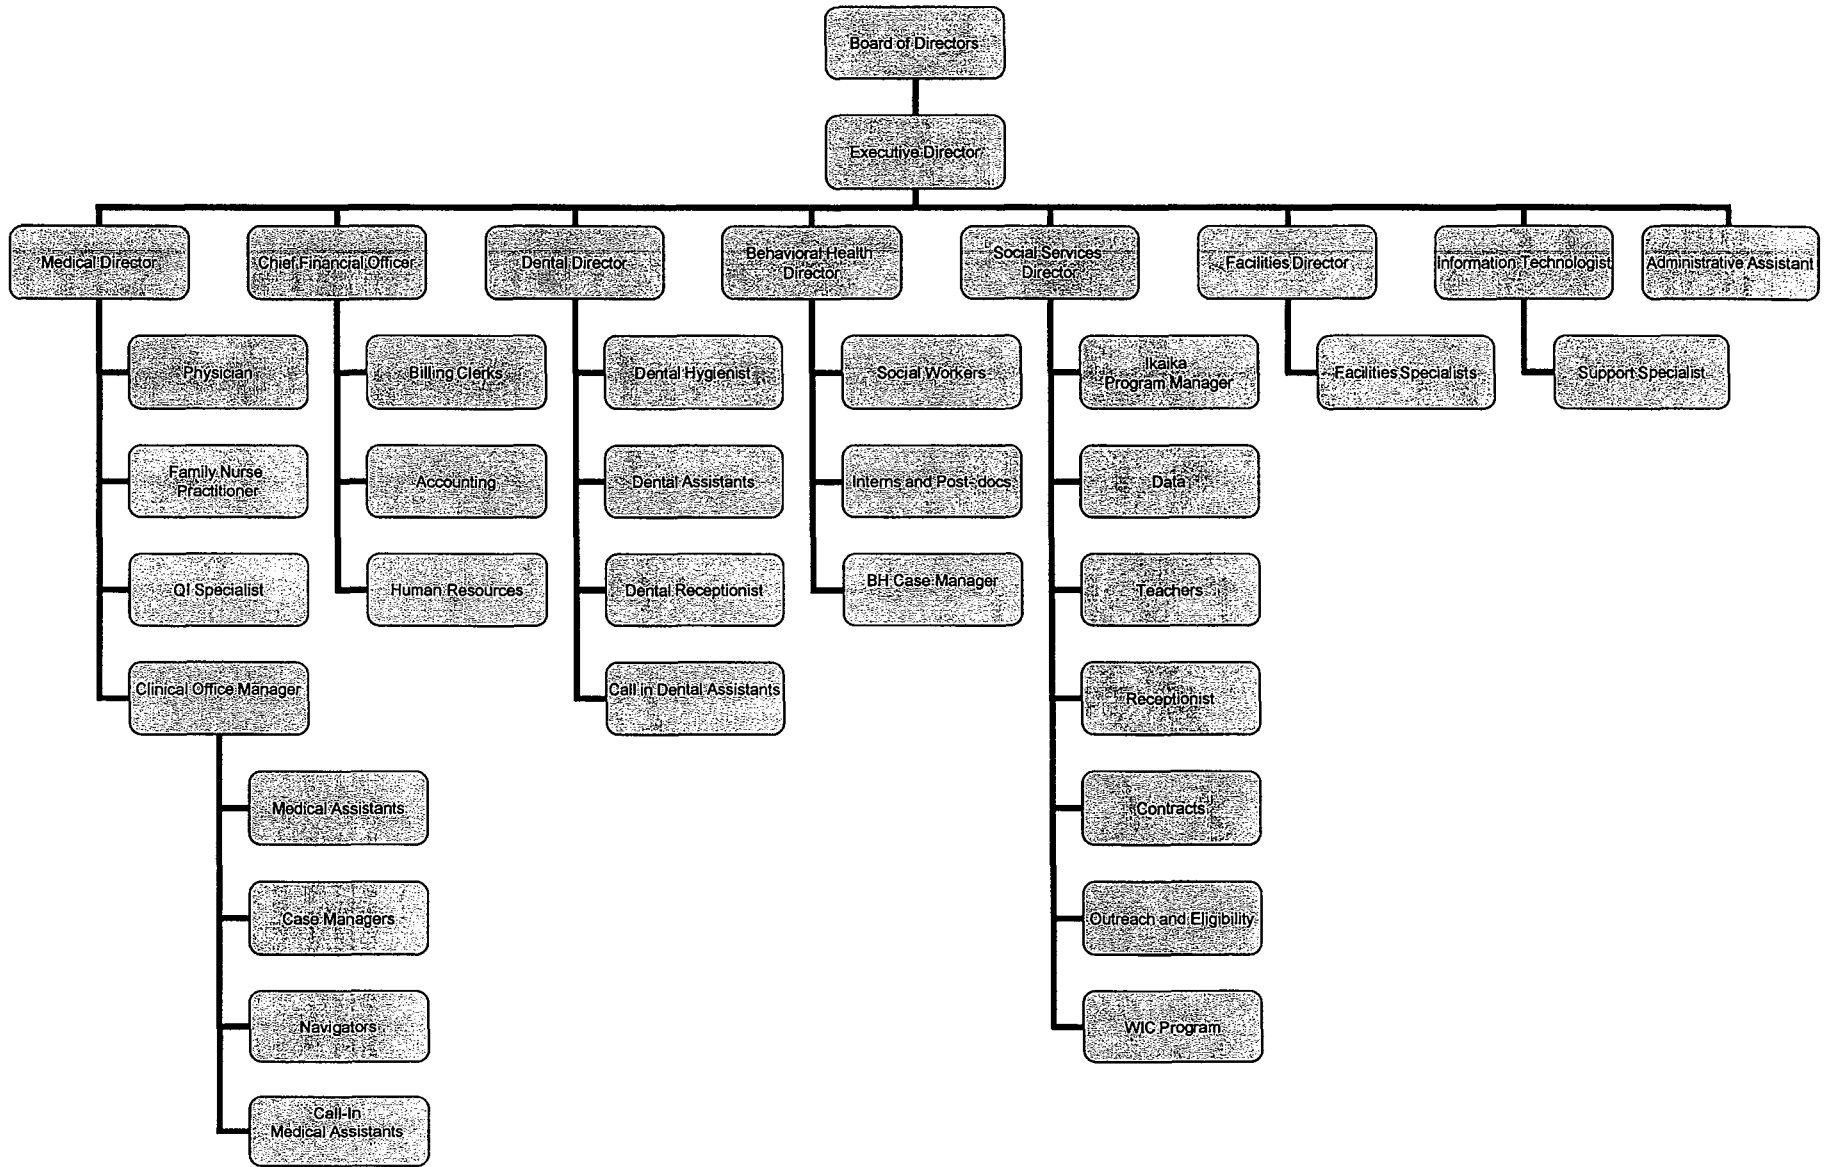 Board of Directors
Executive Director
Medical Director
Chief Financial Officer
Dental Director
Behavioral Health
Director
Social Services
Director
Facilities Director
Information Technologist
Administrative Assistant
Physician
Billing Clerks
Dental Hygienist
Social Workers
Ikaika
Program Manager
Facilities Specialists
Support Specialist
Family Nurse
Practitioner
Accounting
Dental Assistants
Interns and Post-docs
Data
QI Specialist
Human Resources
Dental Receptionist
BH Case Manager
Teachers
Clinical Office Manager
Call in Dental Assistants
Receptionist
Medical Assistants
Contracts
Case Managers
Outreach and Eligibility
Navigators
WIC Program
Call-In
Medical Assistants